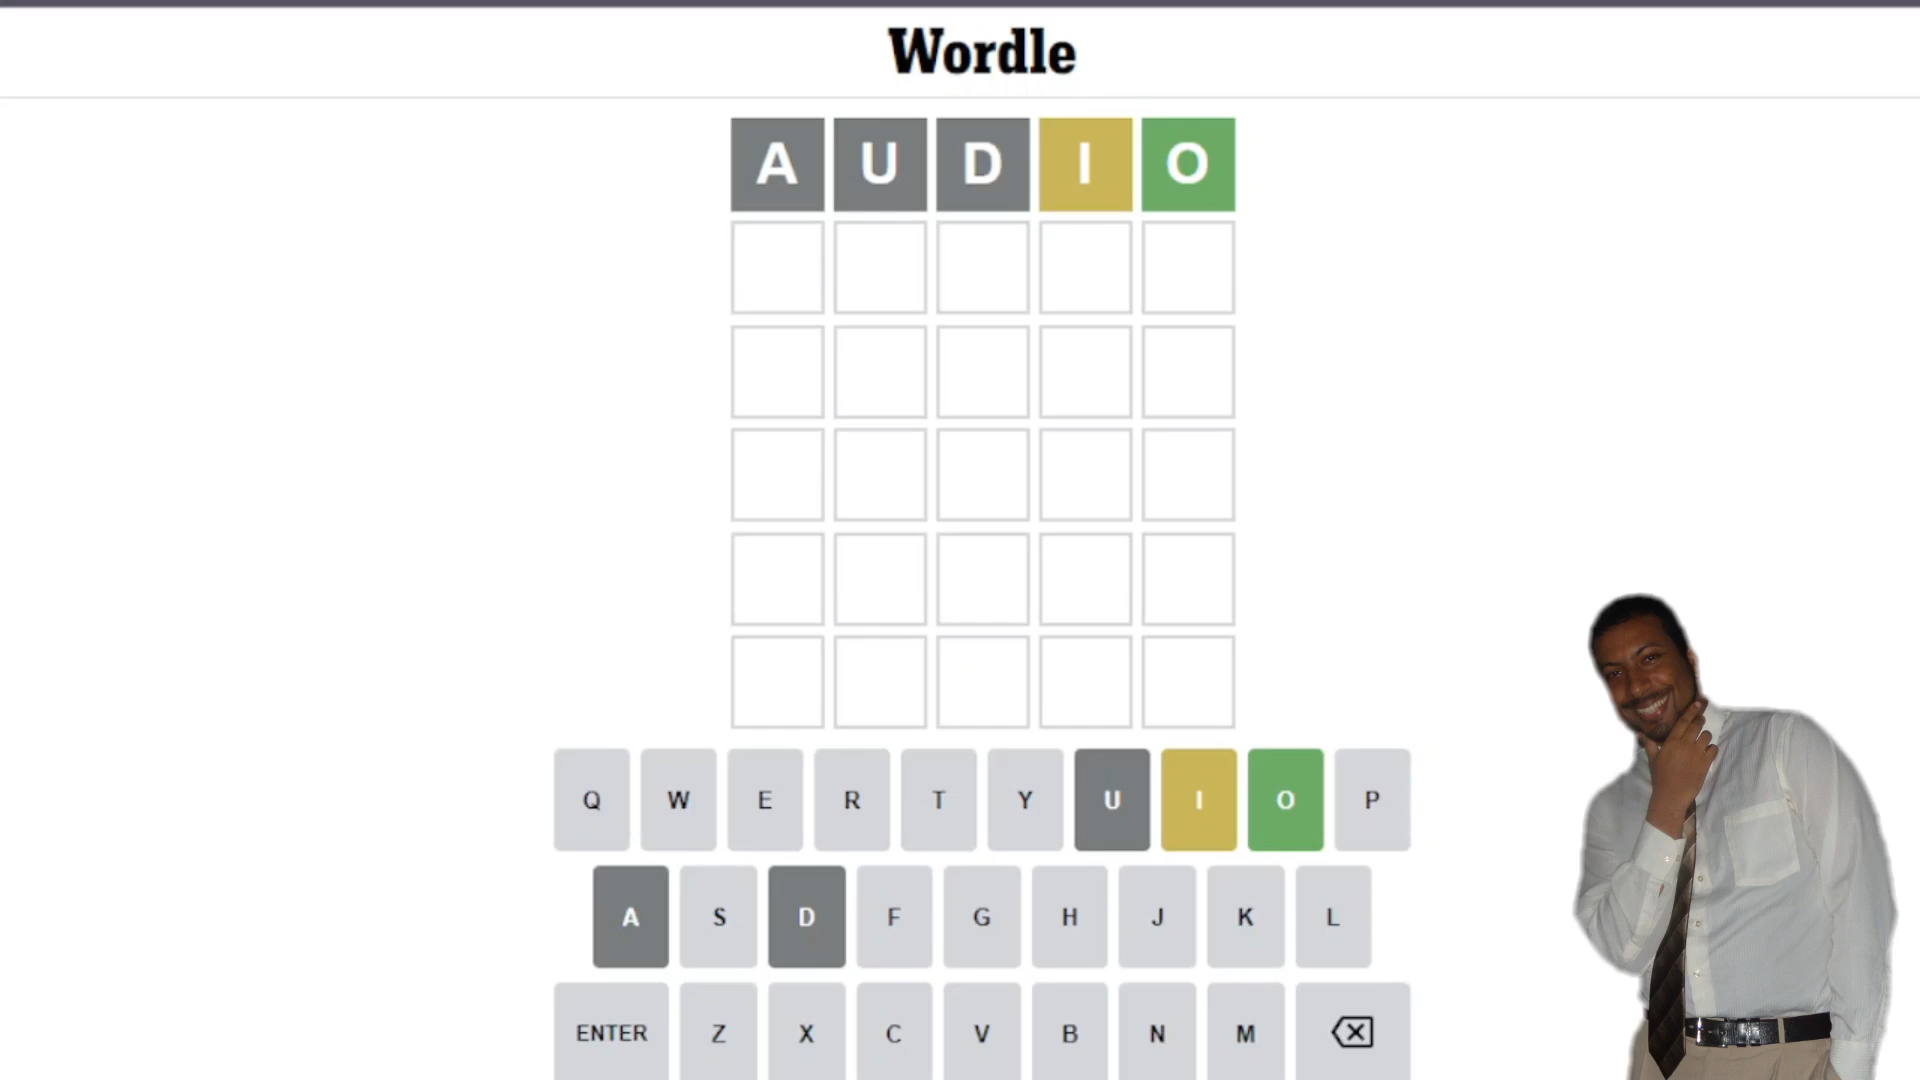 Wordle
A U D I O
Q W E R T Y U I O P
A S D F G H J K L
ENTER Z X C V B N M